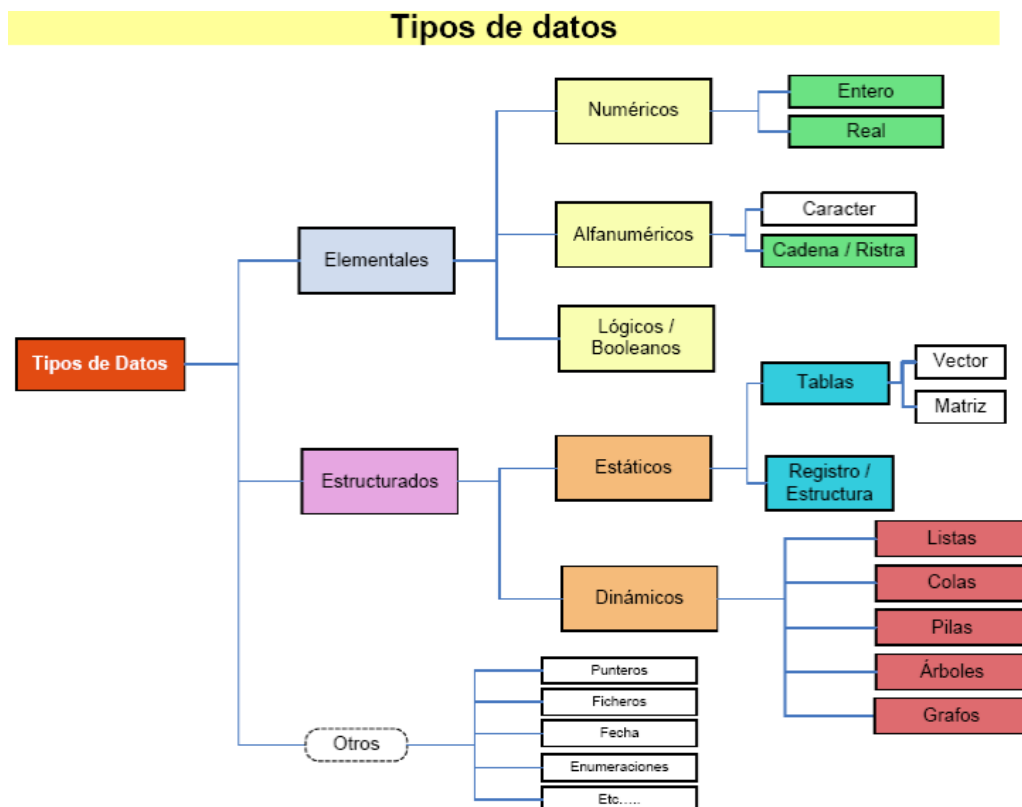 Tipos de datos
Tipos de Datos
Elementales
Numéricos
Entero
Real
Alfanuméricos
Caracter
Cadena / Ristra
Lógicos /
Booleanos
Estructurados
Estáticos
Tablas
Vector
Matriz
Registro /
Estructura
Dinámicos
Listas
Colas
Pilas
Árboles
Grafos
Otros
Punteros
Ficheros
Fecha
Enumeraciones
Etc.....